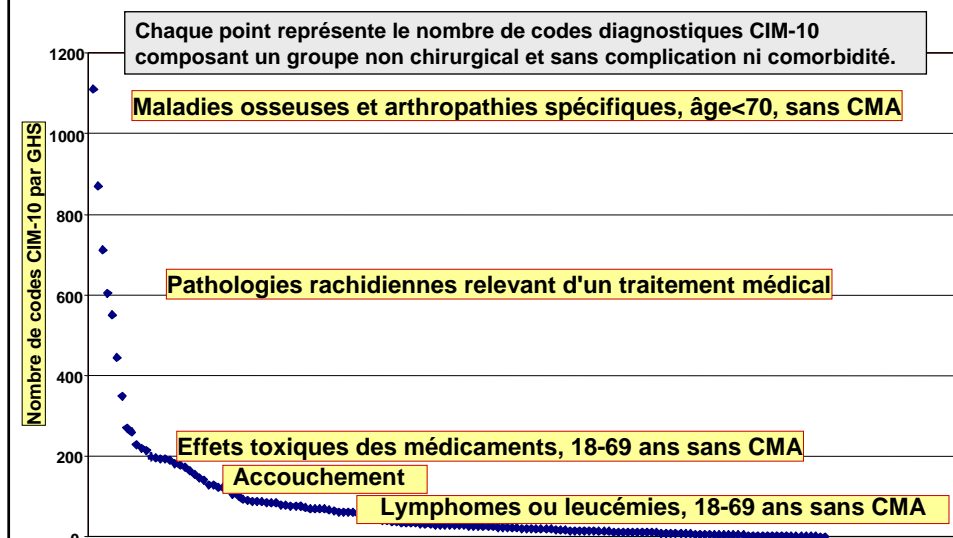 Chaque point représente le nombre de codes diagnostiques CIM-10
composant un groupe non chirurgical et sans complication ni comorbidité.
1200
Maladies osseuses et arthropathies spécifiques, âge<70, sans CMA
1000
800
Nombre de codes CIM-10 par GHS
Pathologies rachidiennes relevant d'un traitement médical
600
400
Effets toxiques des médicaments, 18-69 ans sans CMA
200
Accouchement
Lymphomes ou leucémies, 18-69 ans sans CMA
0